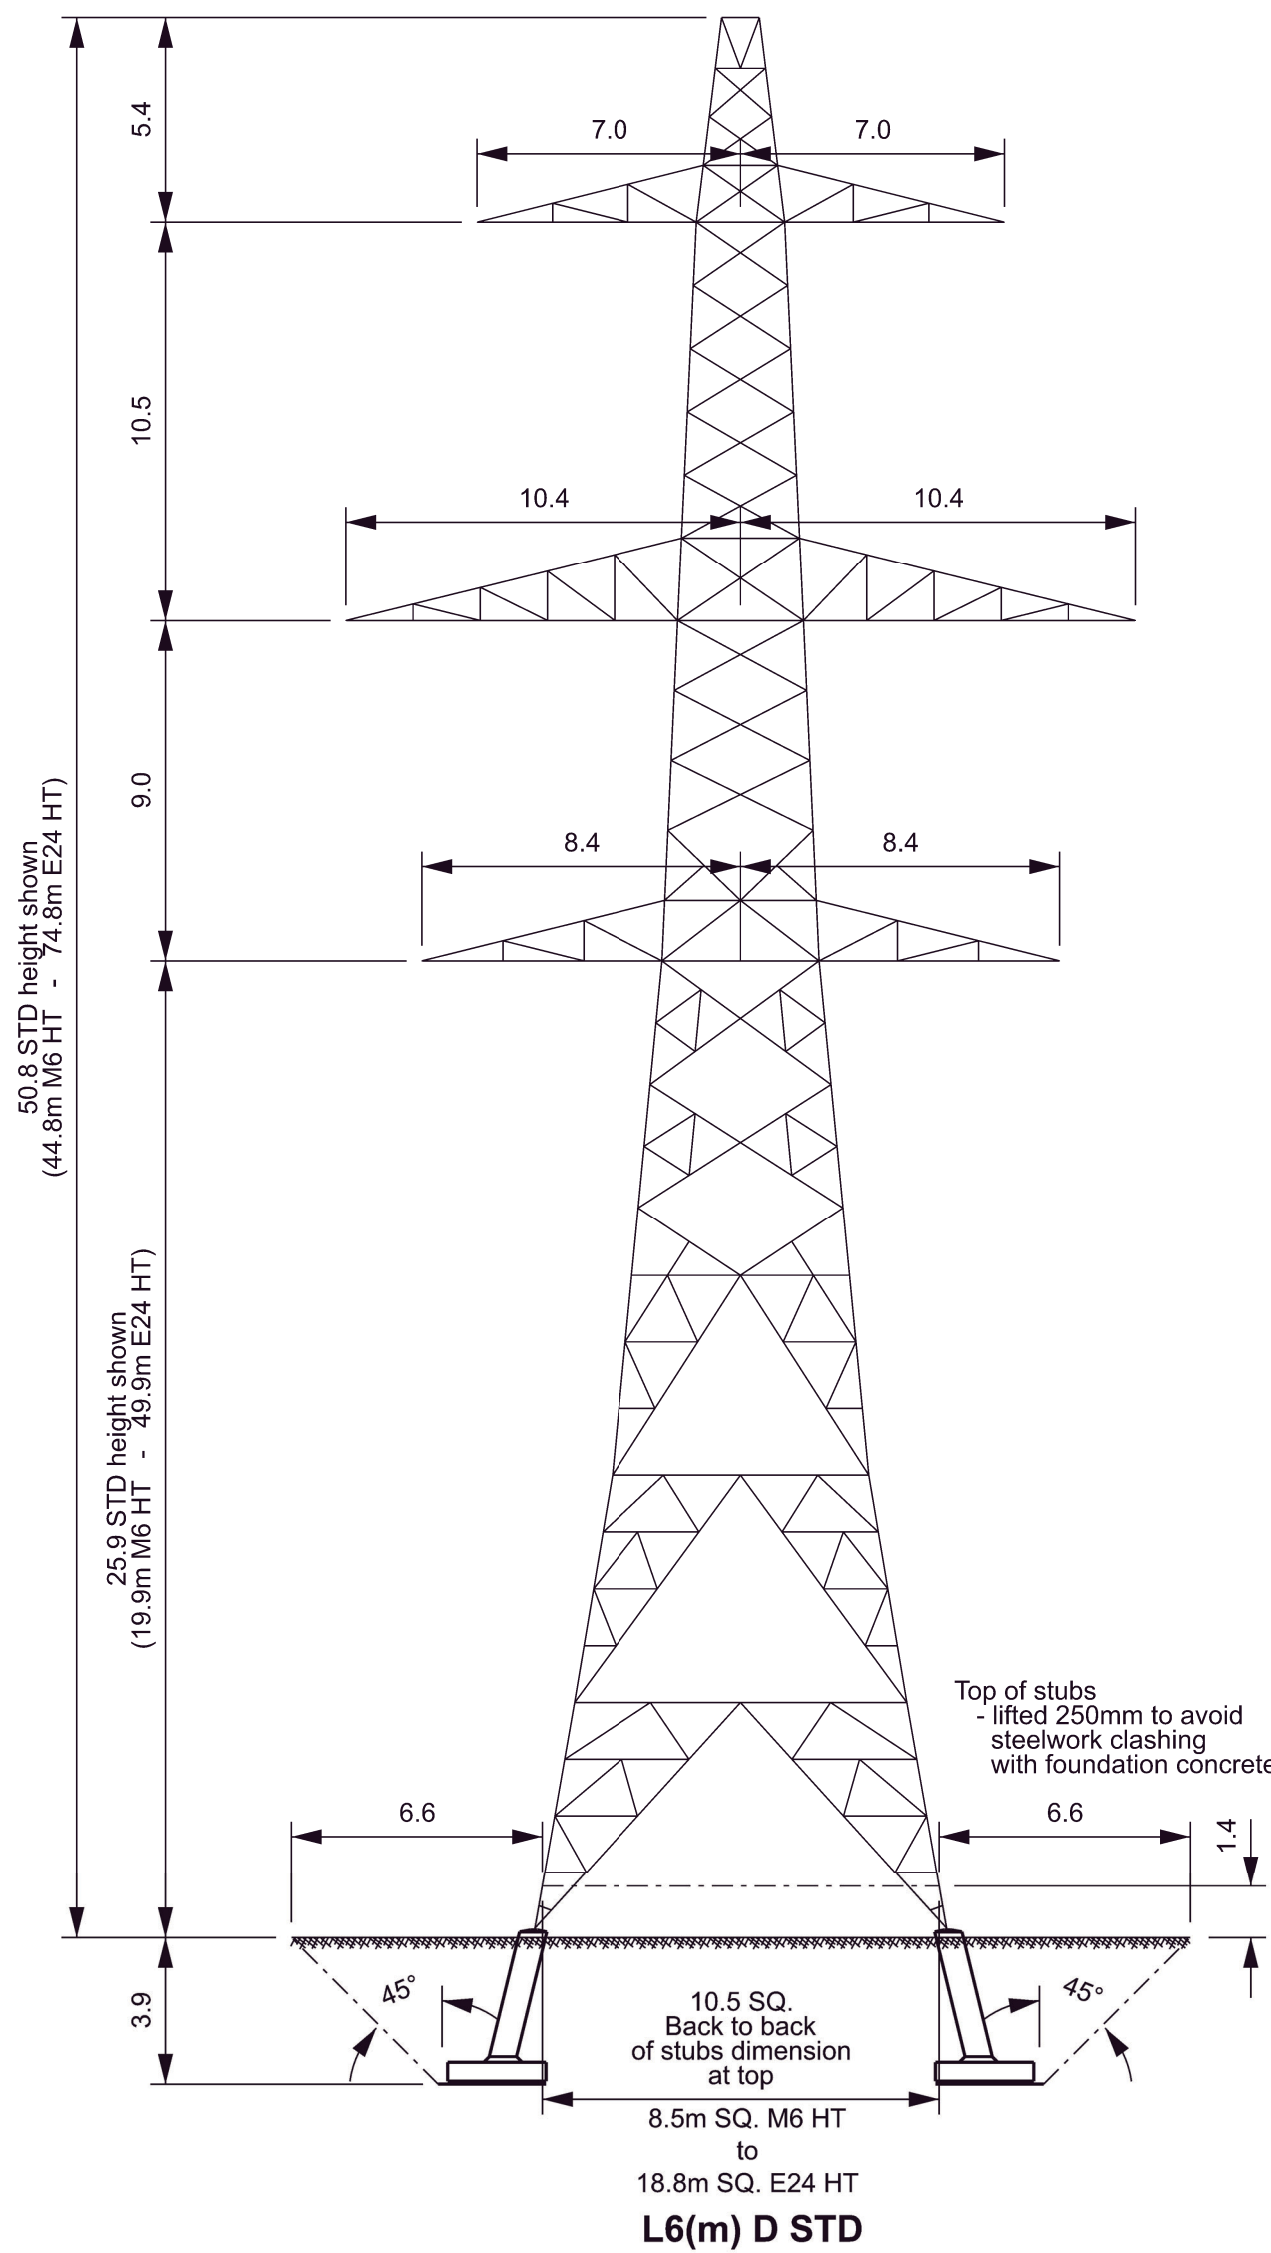 5.4
7.0
7.0
10.5
10.4
10.4
9.0
8.4
8.4
50.8 STD height shown
(44.8m M6 HT - 74.8m E24 HT)
25.9 STD height shown
(19.9m M6 HT - 49.9m E24 HT)
Top of stubs
- lifted 250mm to avoid
steelwork clashing
with foundation concrete
6.6
6.6
1.4
3.9
45°
45°
10.5 SQ.
Back to back
of stubs dimension
at top
8.5m SQ. M6 HT
to
18.8m SQ. E24 HT
L6(m) D STD